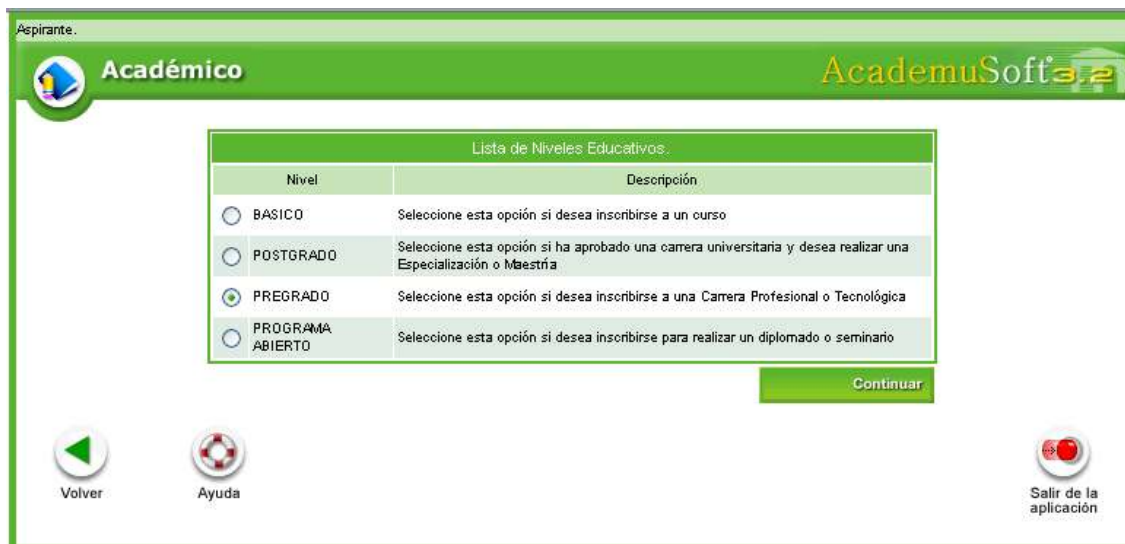 Aspirante.
Académico
AcademuSoft 3.2
Lista de Niveles Educativos.
Nivel Descripción
BASICO Seleccione esta opción si desea inscribirse a un curso
POSTGRADO Seleccione esta opción si ha aprobado una carrera universitaria y desea realizar una
Especialización o Maestría
PREGRADO Seleccione esta opción si desea inscribirse a una Carrera Profesional o Tecnológica
PROGRAMA
ABIERTO Seleccione esta opción si desea inscribirse para realizar un diplomado o seminario
Continuar
Volver
Ayuda
Salir de la
aplicación